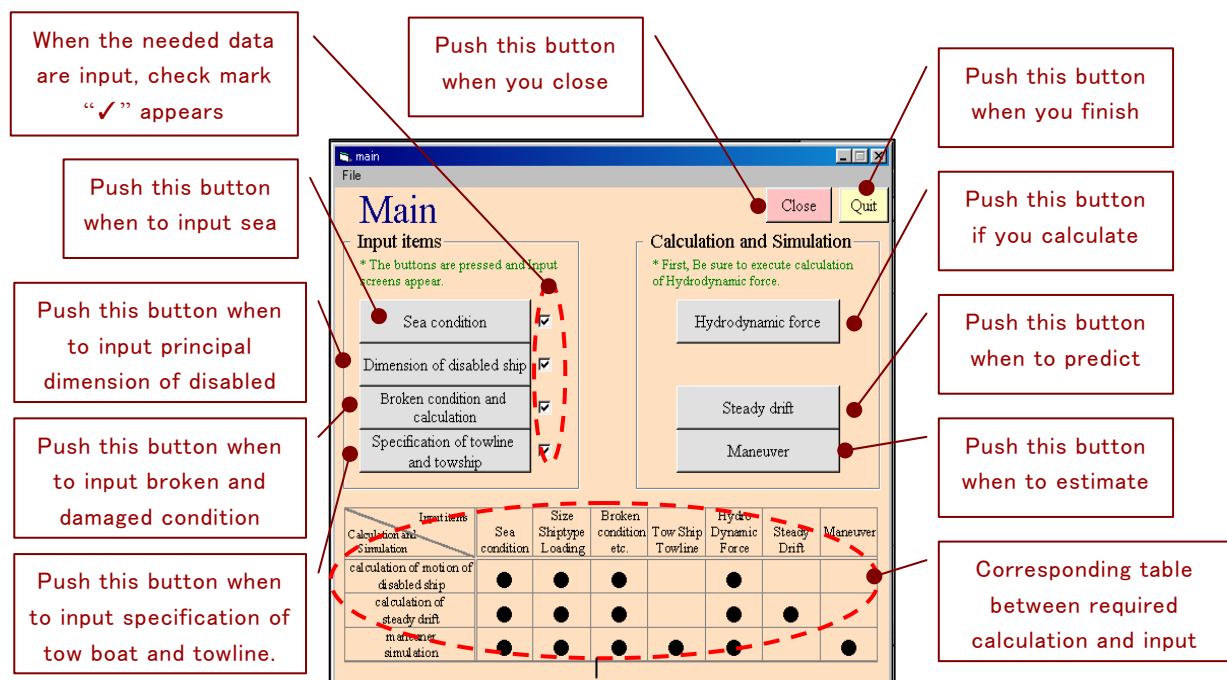 When the needed data
are input, check mark
“✓” appears
Push this button
when you close
Push this button
when you finish
Push this button
when to input sea
Push this button
if you calculate
Push this button when
to input principal
dimension of disabled
Push this button
when to predict
Push this button when
to input broken and
damaged condition
Push this button
when to estimate
Push this button when
to input specification of
tow boat and towline.
Corresponding table
between required
calculation and input
main
File
Main
Close
Quit
Input items
* The buttons are pressed and Input
screens appear.
Sea condition
Dimension of disabled ship
Broken condition and
calculation
Specification of towline
and towship
Calculation and Simulation
* First, Be sure to execute calculation
of Hydrodynamic force.
Hydrodynamic force
Steady drift
Maneuver
Input items
Calculation and
Simulation
Sea
condition
Size
Shiptype
Loading
Broken
condition
etc.
Tow Ship
Towline
Hydro
Dynamic
Force
Steady
Drift
Maneuver
calculation of motion of
disabled ship
calculation of
steady drift
maneuner
simulation